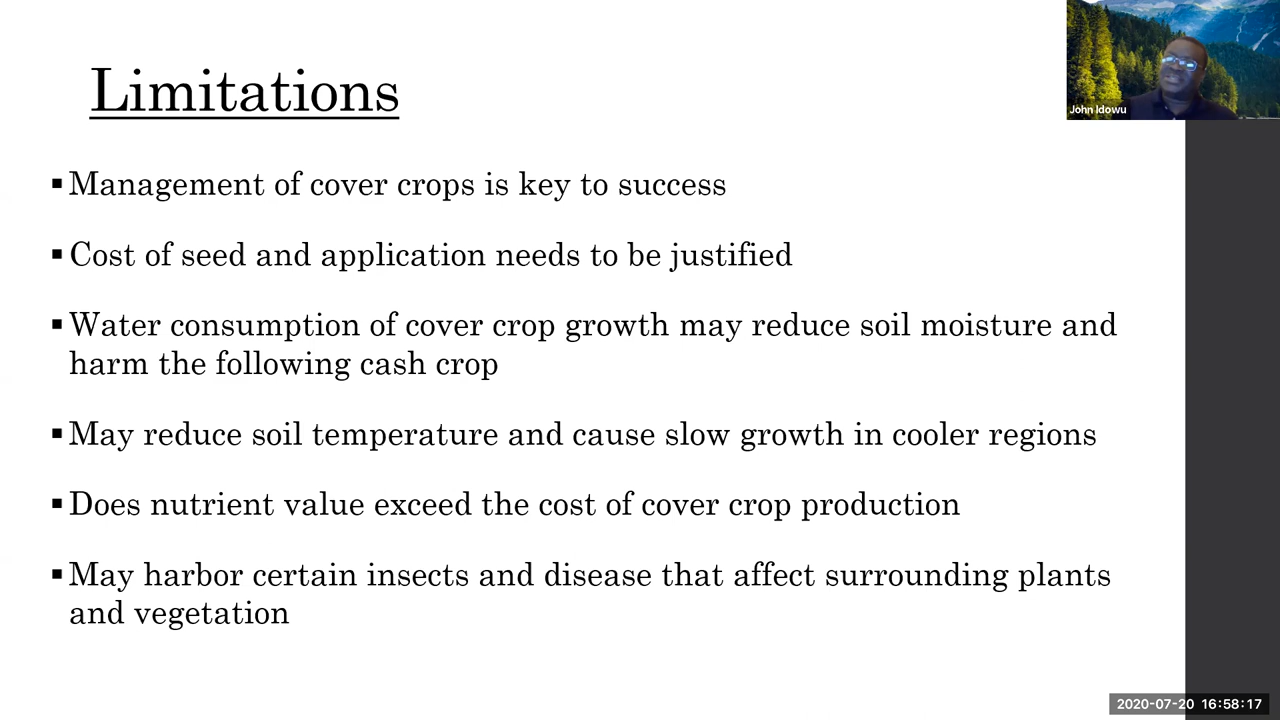 Limitations
John Idowu
▪Management of cover crops is key to success
▪Cost of seed and application needs to be justified
▪Water consumption of cover crop growth may reduce soil moisture and
harm the following cash crop
▪May reduce soil temperature and cause slow growth in cooler regions
▪Does nutrient value exceed the cost of cover crop production
▪May harbor certain insects and disease that affect surrounding plants
and vegetation
2020-07-20 16:58:17